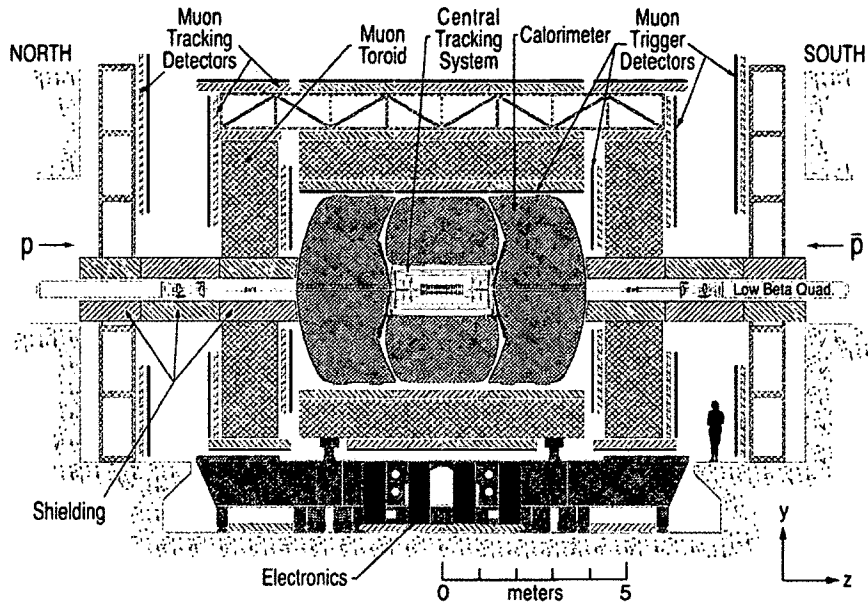 NORTH
Muon
Tracking
Detectors
Muon
Toroid
Central
Tracking
System
Calorimeter
Muon
Trigger
Detectors
SOUTH
p
p̄
Low Beta Quad.
Shielding
Electronics
0 meters 5
y
z